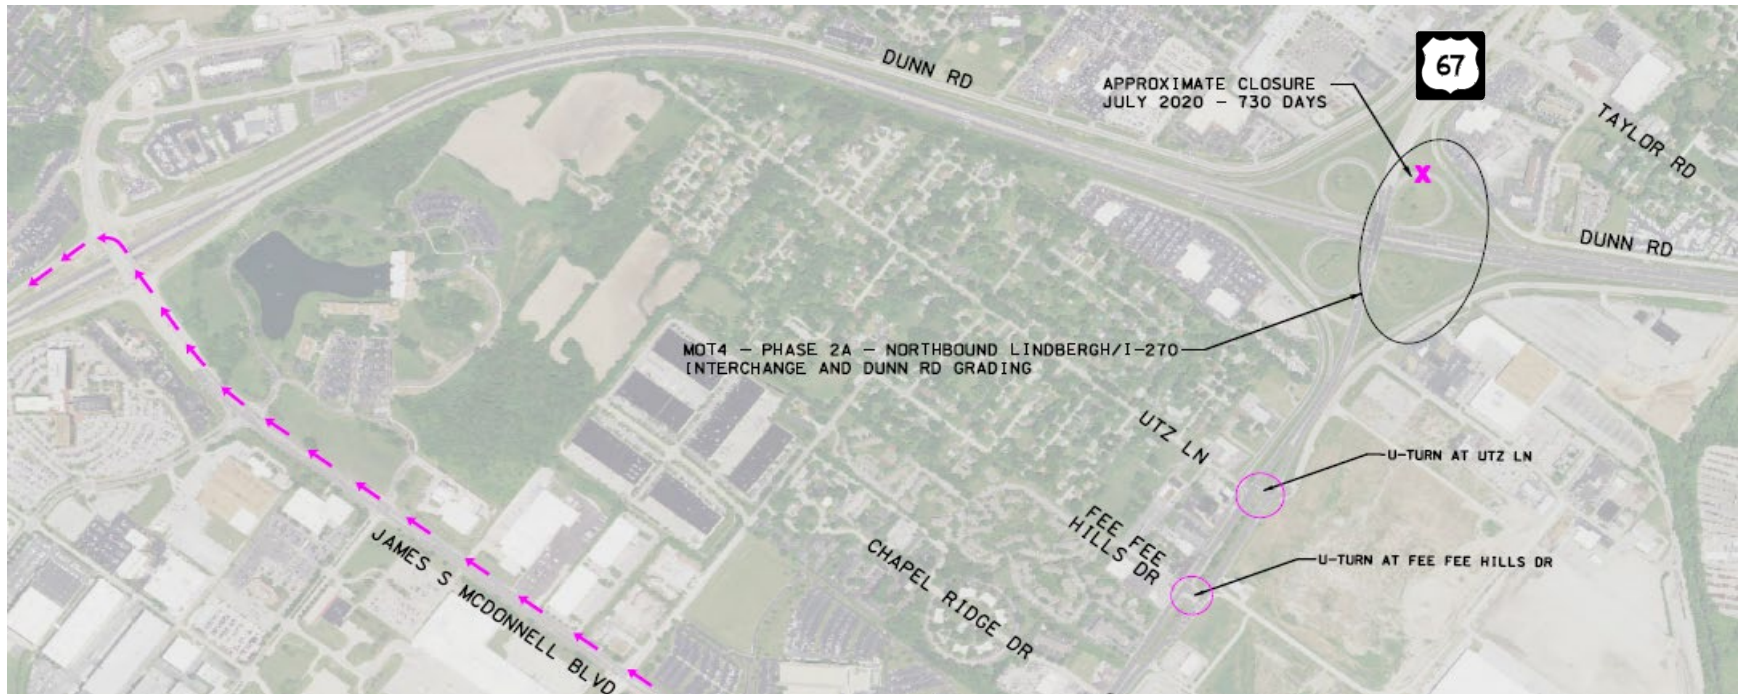 DUNN RD
67
APPROXIMATE CLOSURE
JULY 2020 - 730 DAYS
TAYLOR RD
DUNN RD
MOT4 - PHASE 2A - NORTHBOUND LINDBERGH/I-270
INTERCHANGE AND DUNN RD GRADING
UTZ LN
U-TURN AT UTZ LN
FEE FEE
HILLS DR
U-TURN AT FEE FEE HILLS DR
CHAPEL RIDGE DR
JAMES S MCDONNELL BLVD